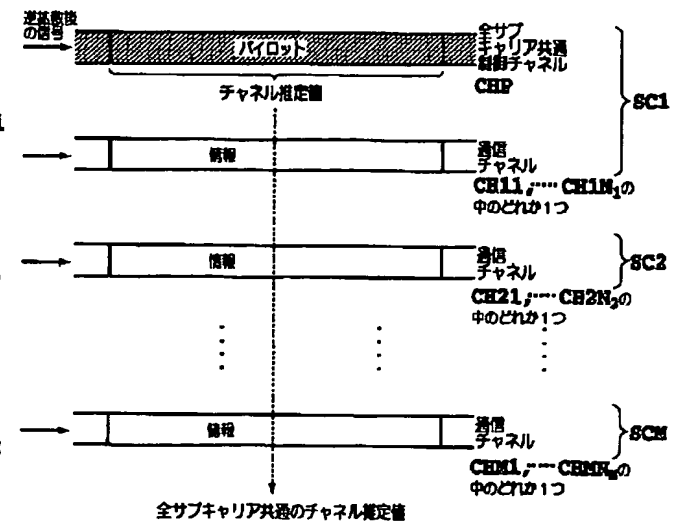 逆拡散後
の信号
パイロット
全サブ
キャリア共通
制御チャネル
CHP
チャネル推定値
SC1
情報
通信
チャネル
CH11,…… CH1N₁の
中のどれか1つ
情報
通信
チャネル
SC2
CH21,…… CH2N₂の
中のどれか1つ
情報
通信
チャネル
SCM
CHM1,…… CHMNₘの
中のどれか1つ
全サブキャリア共通のチャネル推定値